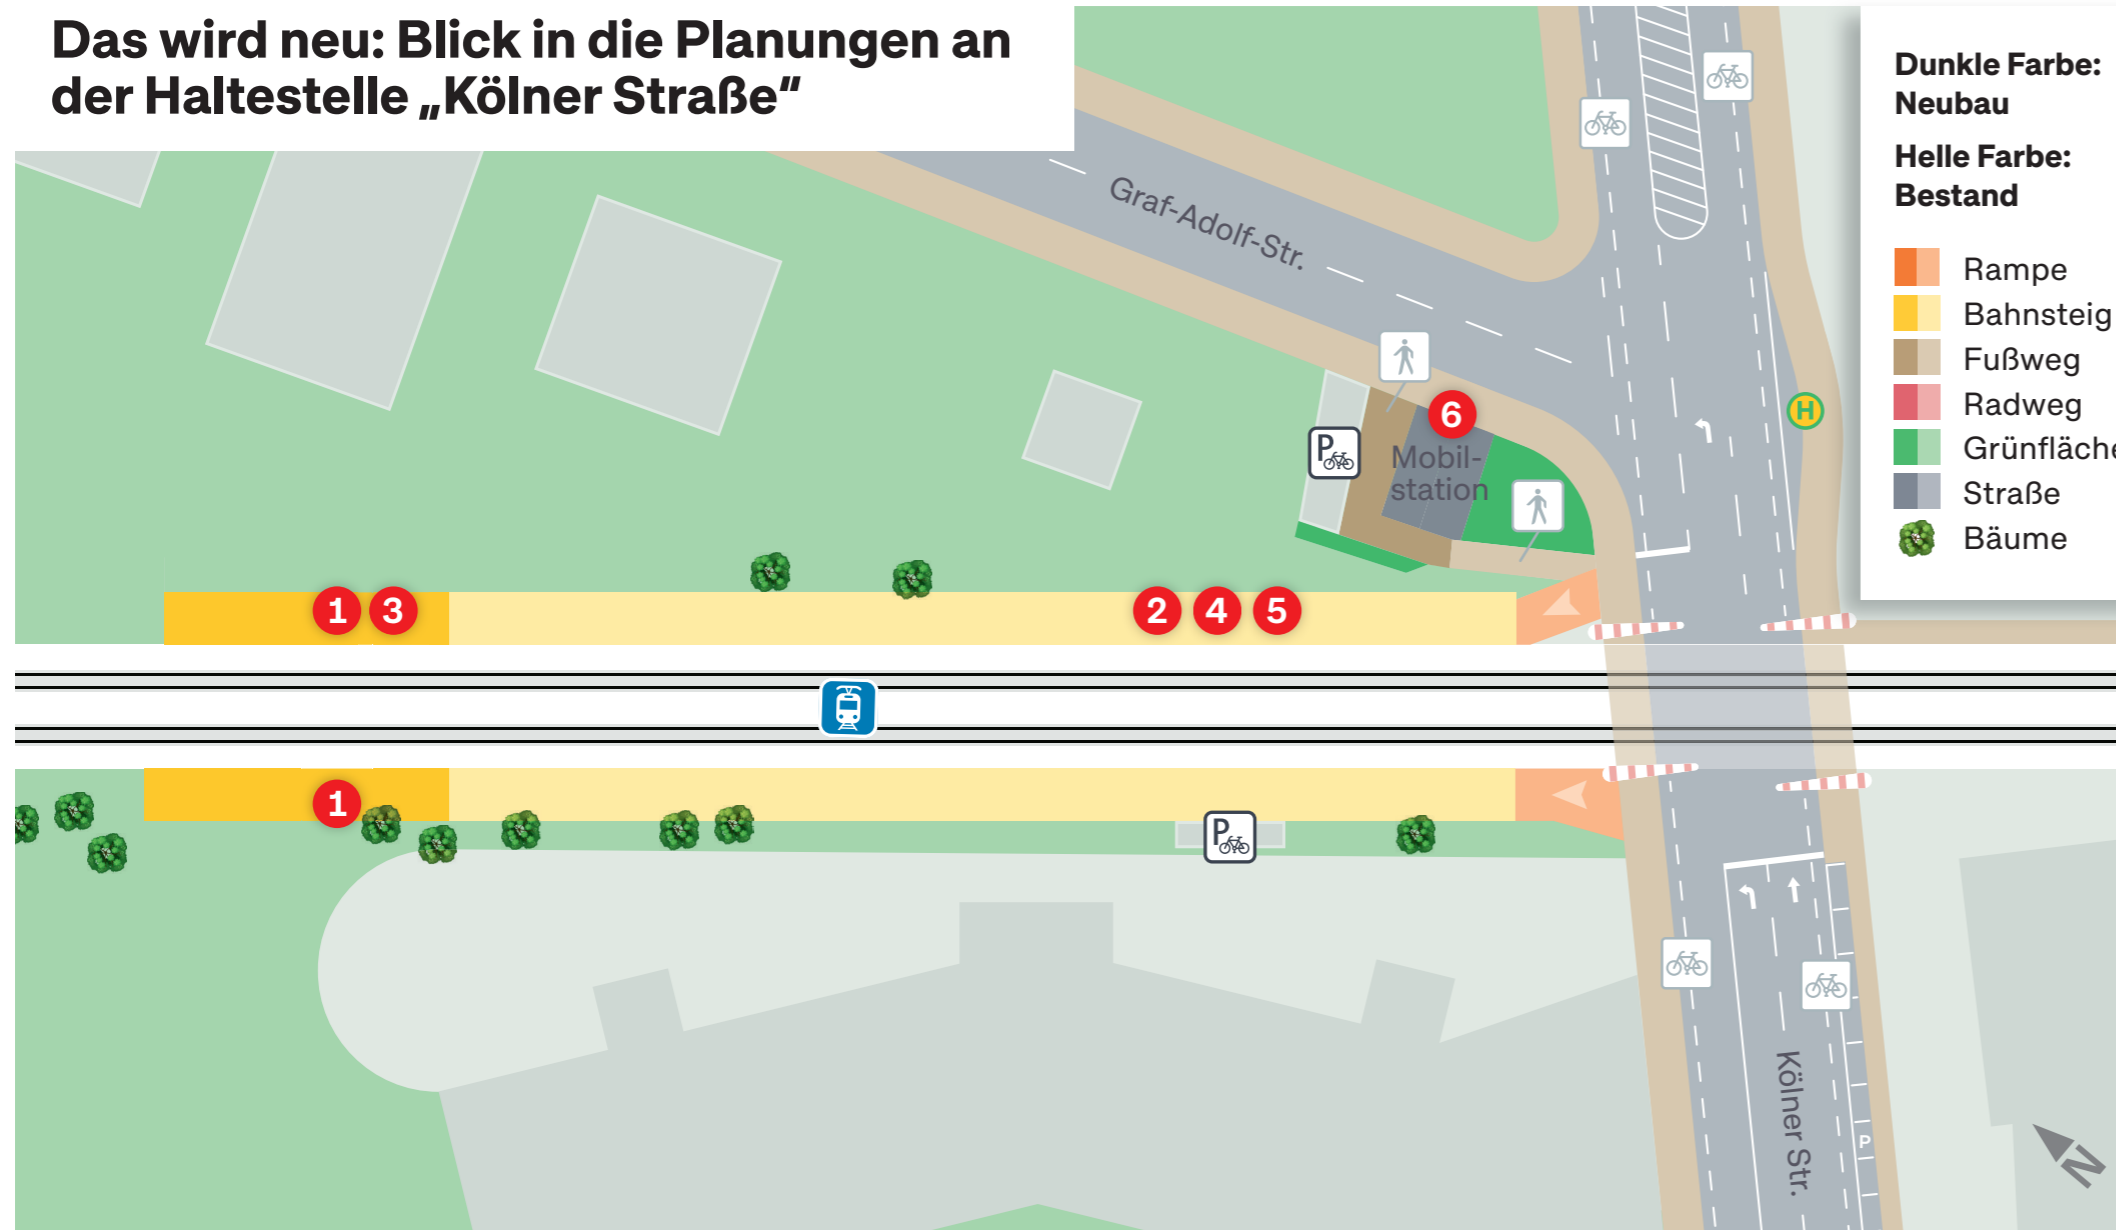 Das wird neu: Blick in die Planungen an
der Haltestelle „Kölner Straße“
Dunkle Farbe:
Neubau
Helle Farbe:
Bestand
Rampe
Bahnsteig
Fußweg
Radweg
Grünfläche
Straße
Bäume
Graf-Adolf-Str.
H
6
P
Mobil-
station
1 3
2 4 5
1
P
Kölner Str.
P
N